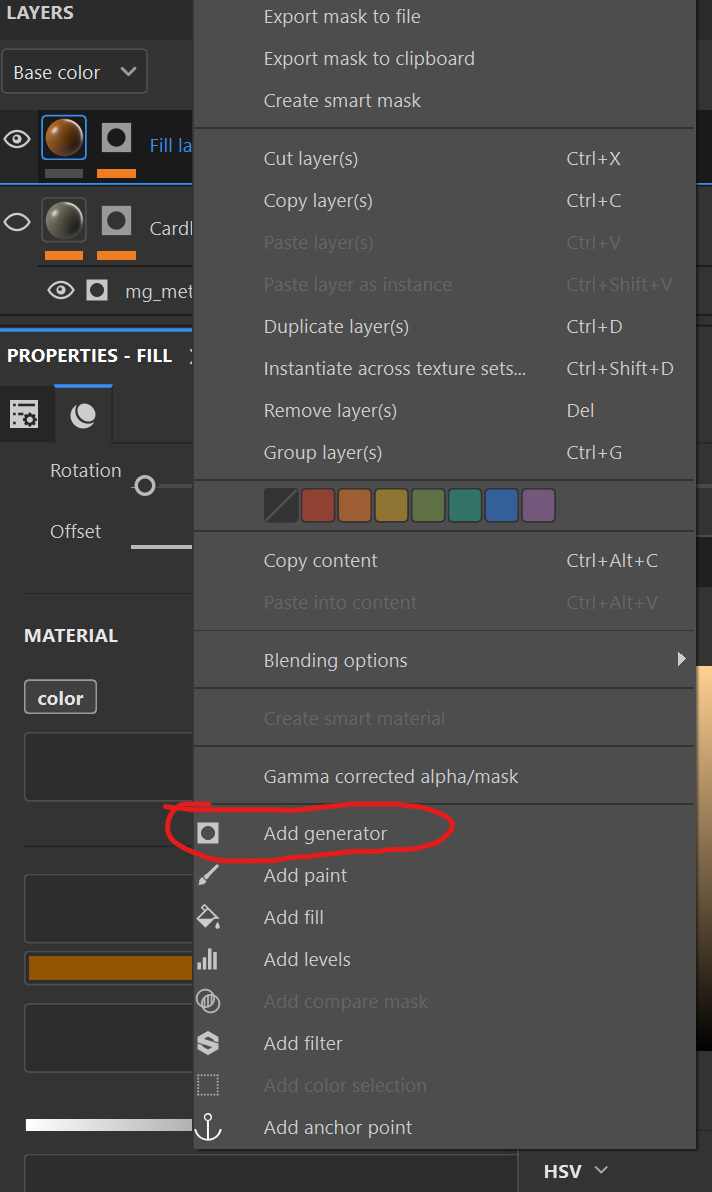 LAYERS
Base color
Fill la
Cardl
mg_met
PROPERTIES - FILL
Rotation
Offset
MATERIAL
color
Export mask to file
Export mask to clipboard
Create smart mask
Cut layer(s) Ctrl+X
Copy layer(s) Ctrl+C
Paste layer(s) Ctrl+V
Paste layer as instance Ctrl+Shift+V
Duplicate layer(s) Ctrl+D
Instantiate across texture sets... Ctrl+Shift+D
Remove layer(s) Del
Group layer(s) Ctrl+G
Copy content Ctrl+Alt+C
Paste into content Ctrl+Alt+V
Blending options
Create smart material
Gamma corrected alpha/mask
Add generator
Add paint
Add fill
Add levels
Add compare mask
Add filter
Add color selection
Add anchor point
HSV